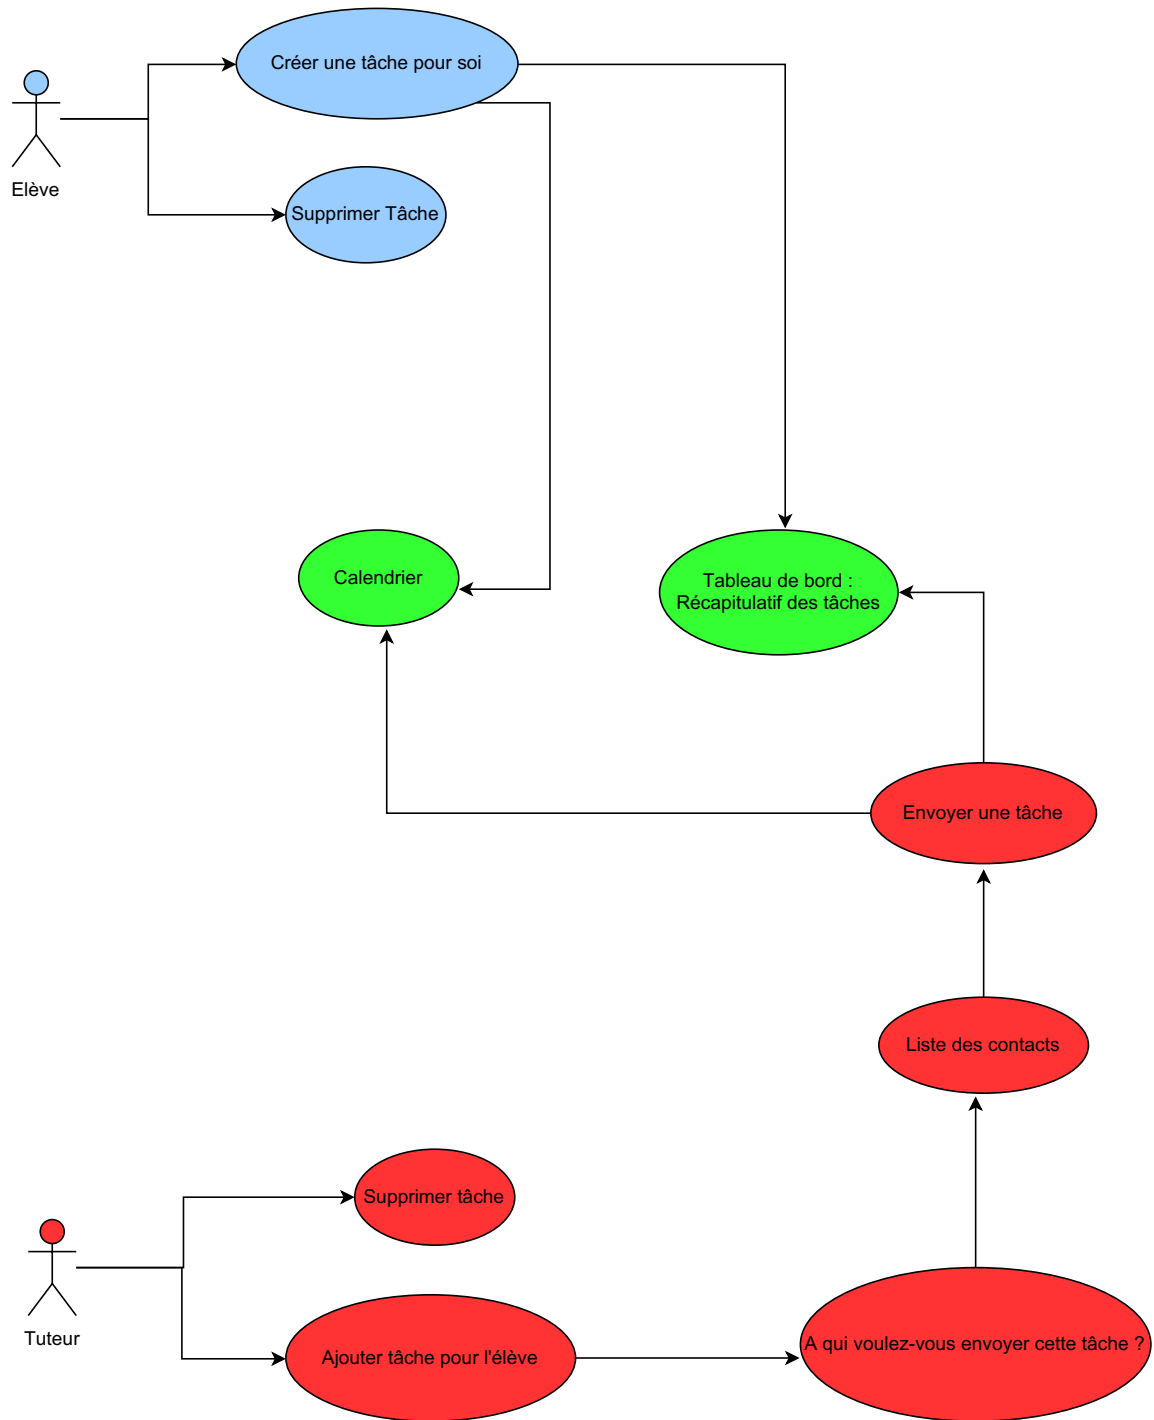 Créer une tâche pour soi
Elève
Supprimer Tâche
Calendrier
Tableau de bord :
Récapitulatif des tâches
Envoyer une tâche
Liste des contacts
Supprimer tâche
Tuteur
Ajouter tâche pour l'élève
A qui voulez-vous envoyer cette tâche ?